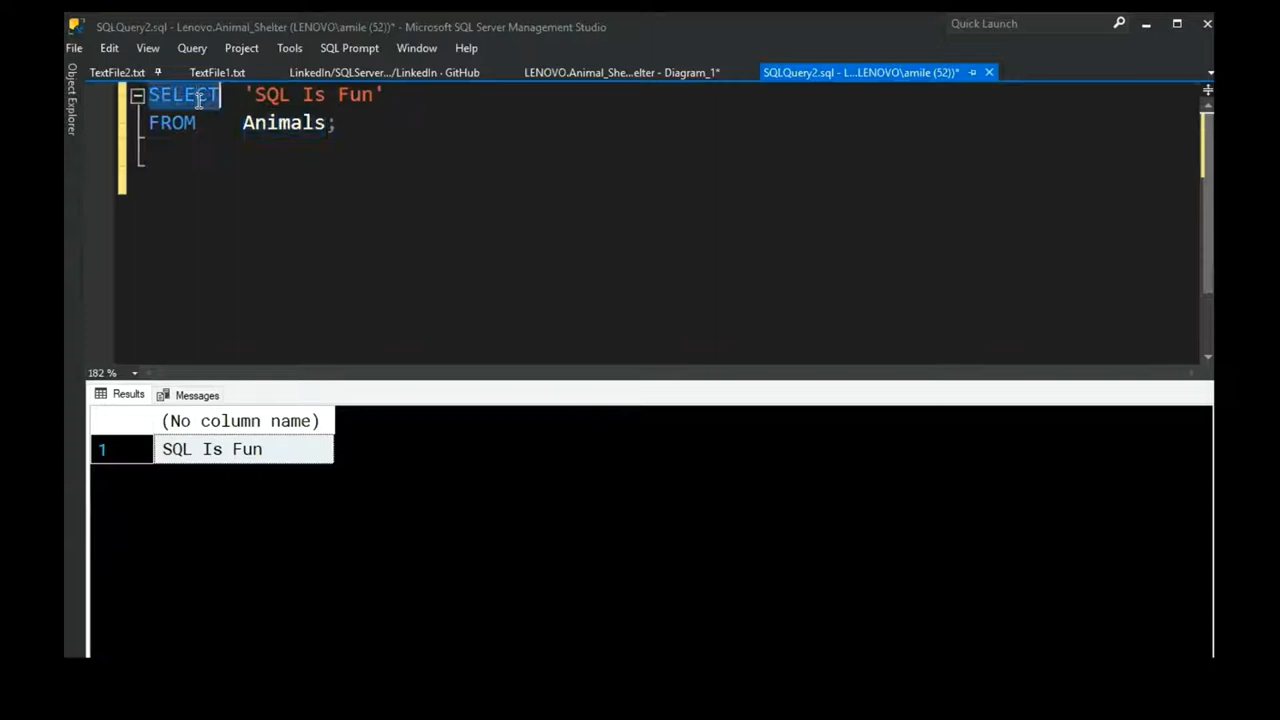 SQLQuery2.sql - Lenovo.Animal_Shelter (LENOVO\amile (52))* - Microsoft SQL Server Management Studio
Quick Launch
File Edit View Query Project Tools SQL Prompt Window Help
TextFile2.txt TextFile1.txt LinkedIn/SQLServer.../LinkedIn · GitHub LENOVO.Animal_She...elter - Diagram_1* SQLQuery2.sql - L...LENOVO\amile (52))*
Object Explorer
SELECT 'SQL Is Fun'
FROM Animals;
182 %
Results Messages
(No column name)
1 SQL Is Fun